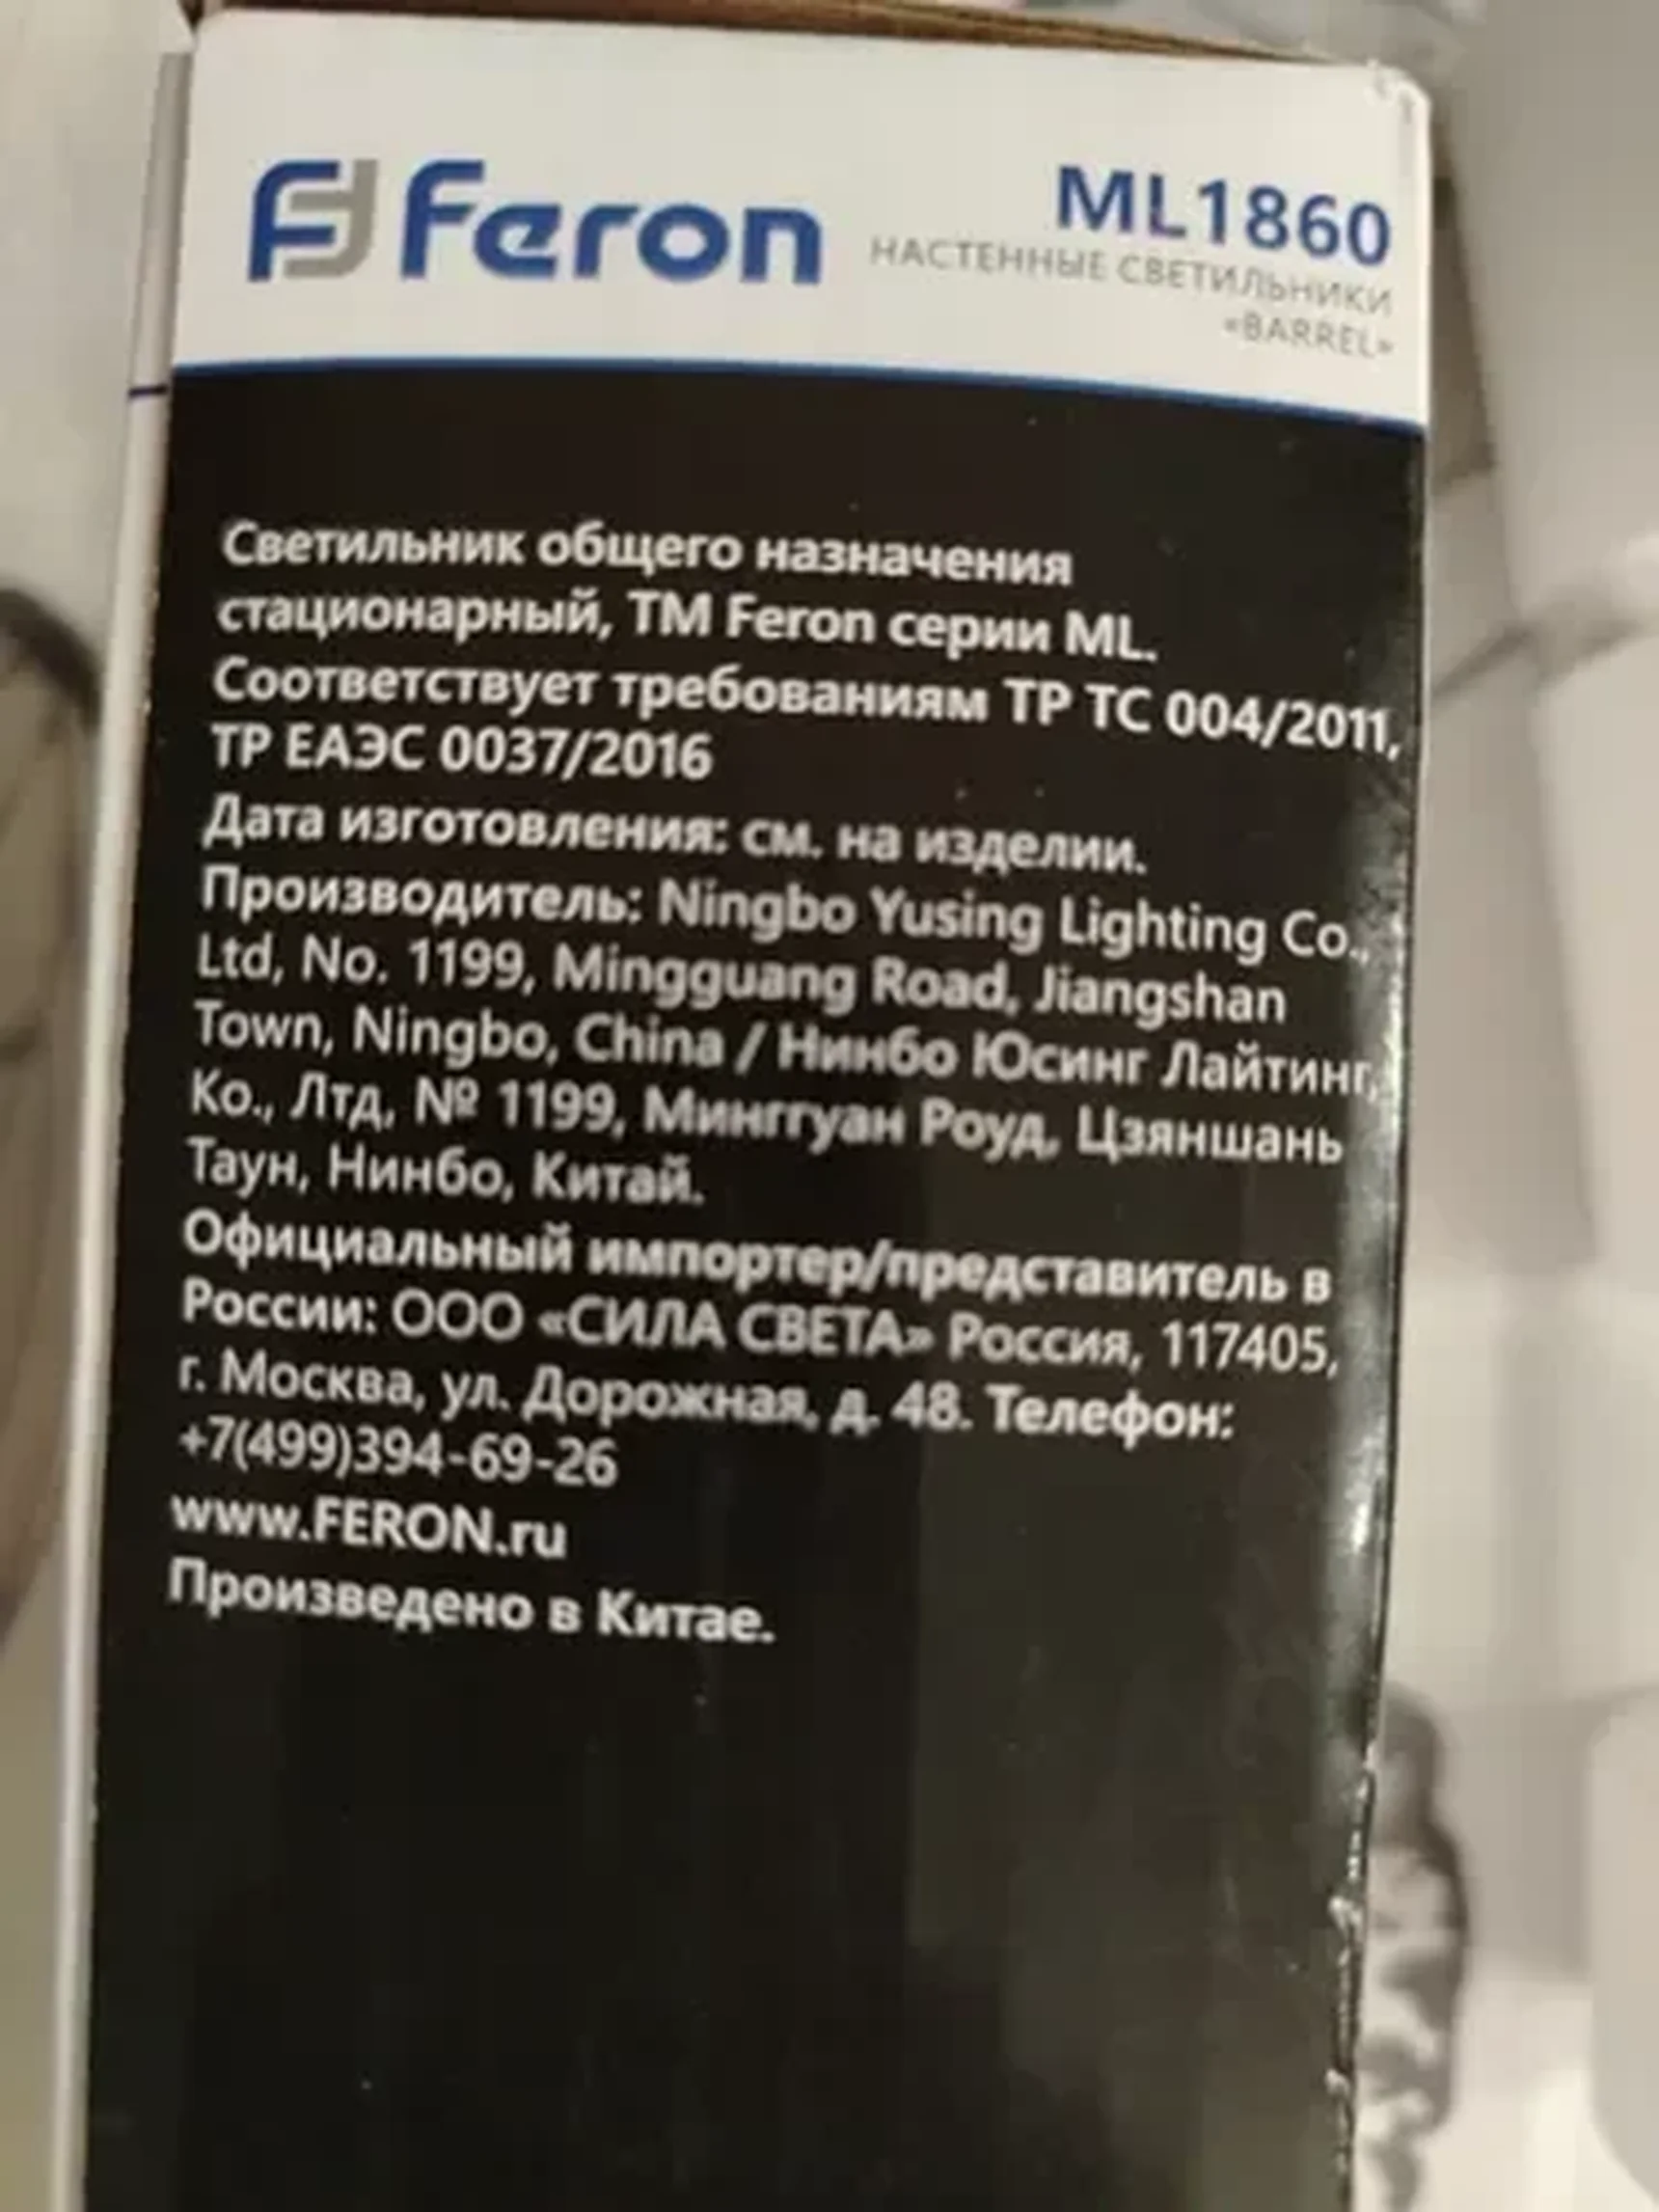 Feron
ML1860
НАСТЕННЫЕ СВЕТИЛЬНИКИ
«BARREL»
Светильник общего назначения
стационарный, ТМ Feron серии ML.
Соответствует требованиям ТР ТС 004/2011,
ТР ЕАЭС 0037/2016
Дата изготовления: см. на изделии.
Производитель: Ningbo Yusing Lighting Co.,
Ltd, No. 1199, Mingguang Road, Jiangshan
Town, Ningbo, China / Нинбо Юсинг Лайтинг,
Ко., Лтд, № 1199, Минггуан Роуд, Цзяншань
Таун, Нинбо, Китай.
Официальный импортер/представитель в
России: ООО «СИЛА СВЕТА» Россия, 117405,
г. Москва, ул. Дорожная, д. 48. Телефон:
+7(499)394-69-26
www.FERON.ru
Произведено в Китае.